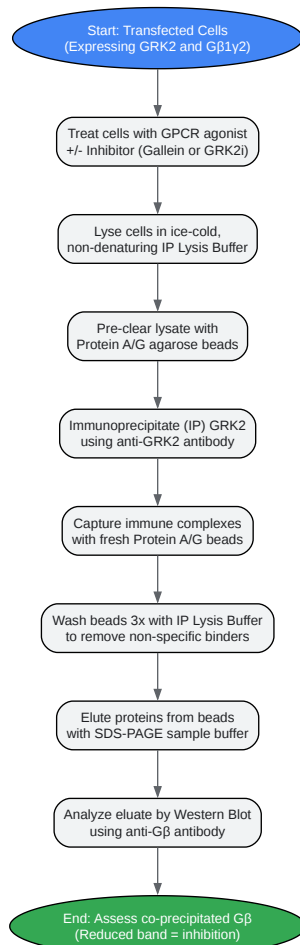 Start: Transfected Cells
(Expressing GRK2 and Gβ1γ2)
Treat cells with GPCR agonist
+/- Inhibitor (Gallein or GRK2i)
Lyse cells in ice-cold,
non-denaturing IP Lysis Buffer
Pre-clear lysate with
Protein A/G agarose beads
Immunoprecipitate (IP) GRK2
using anti-GRK2 antibody
Capture immune complexes
with fresh Protein A/G beads
Wash beads 3x with IP Lysis Buffer
to remove non-specific binders
Elute proteins from beads
with SDS-PAGE sample buffer
Analyze eluate by Western Blot
using anti-Gβ antibody
End: Assess co-precipitated Gβ
(Reduced band = inhibition)